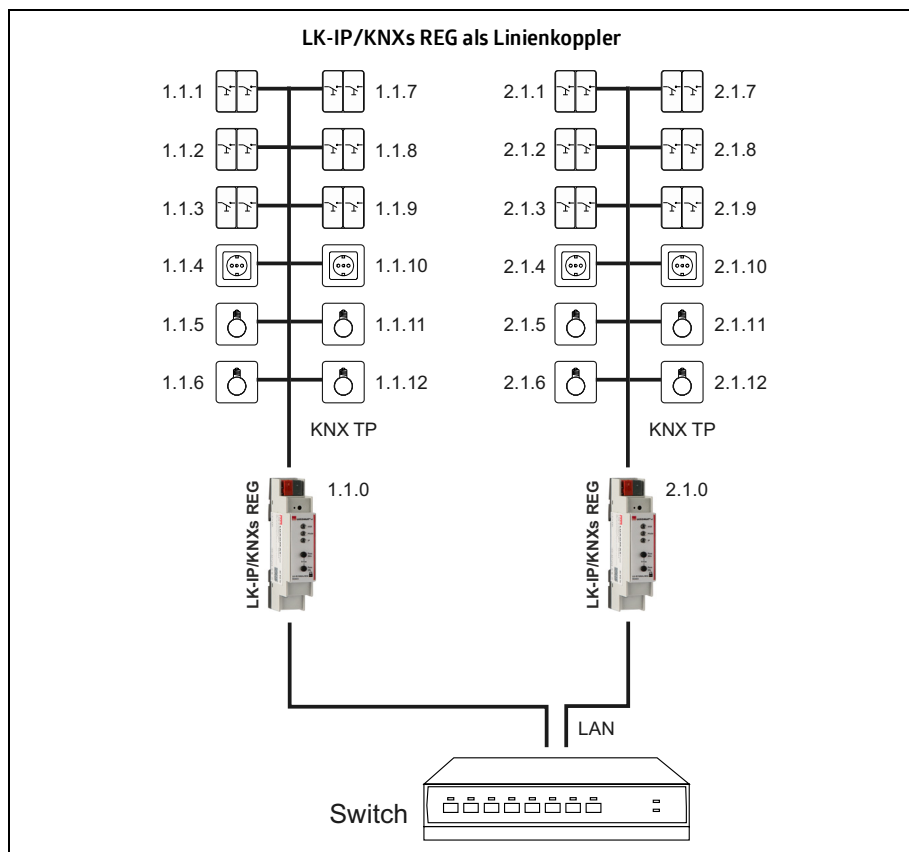 LK-IP/KNXs REG als Linienkoppler
1.1.1 1.1.7 2.1.1 2.1.7
1.1.2 1.1.8 2.1.2 2.1.8
1.1.3 1.1.9 2.1.3 2.1.9
1.1.4 1.1.10 2.1.4 2.1.10
1.1.5 1.1.11 2.1.5 2.1.11
1.1.6 1.1.12 2.1.6 2.1.12
KNX TP KNX TP
LK-IP/KNXs REG 1.1.0 LK-IP/KNXs REG 2.1.0
LAN
Switch